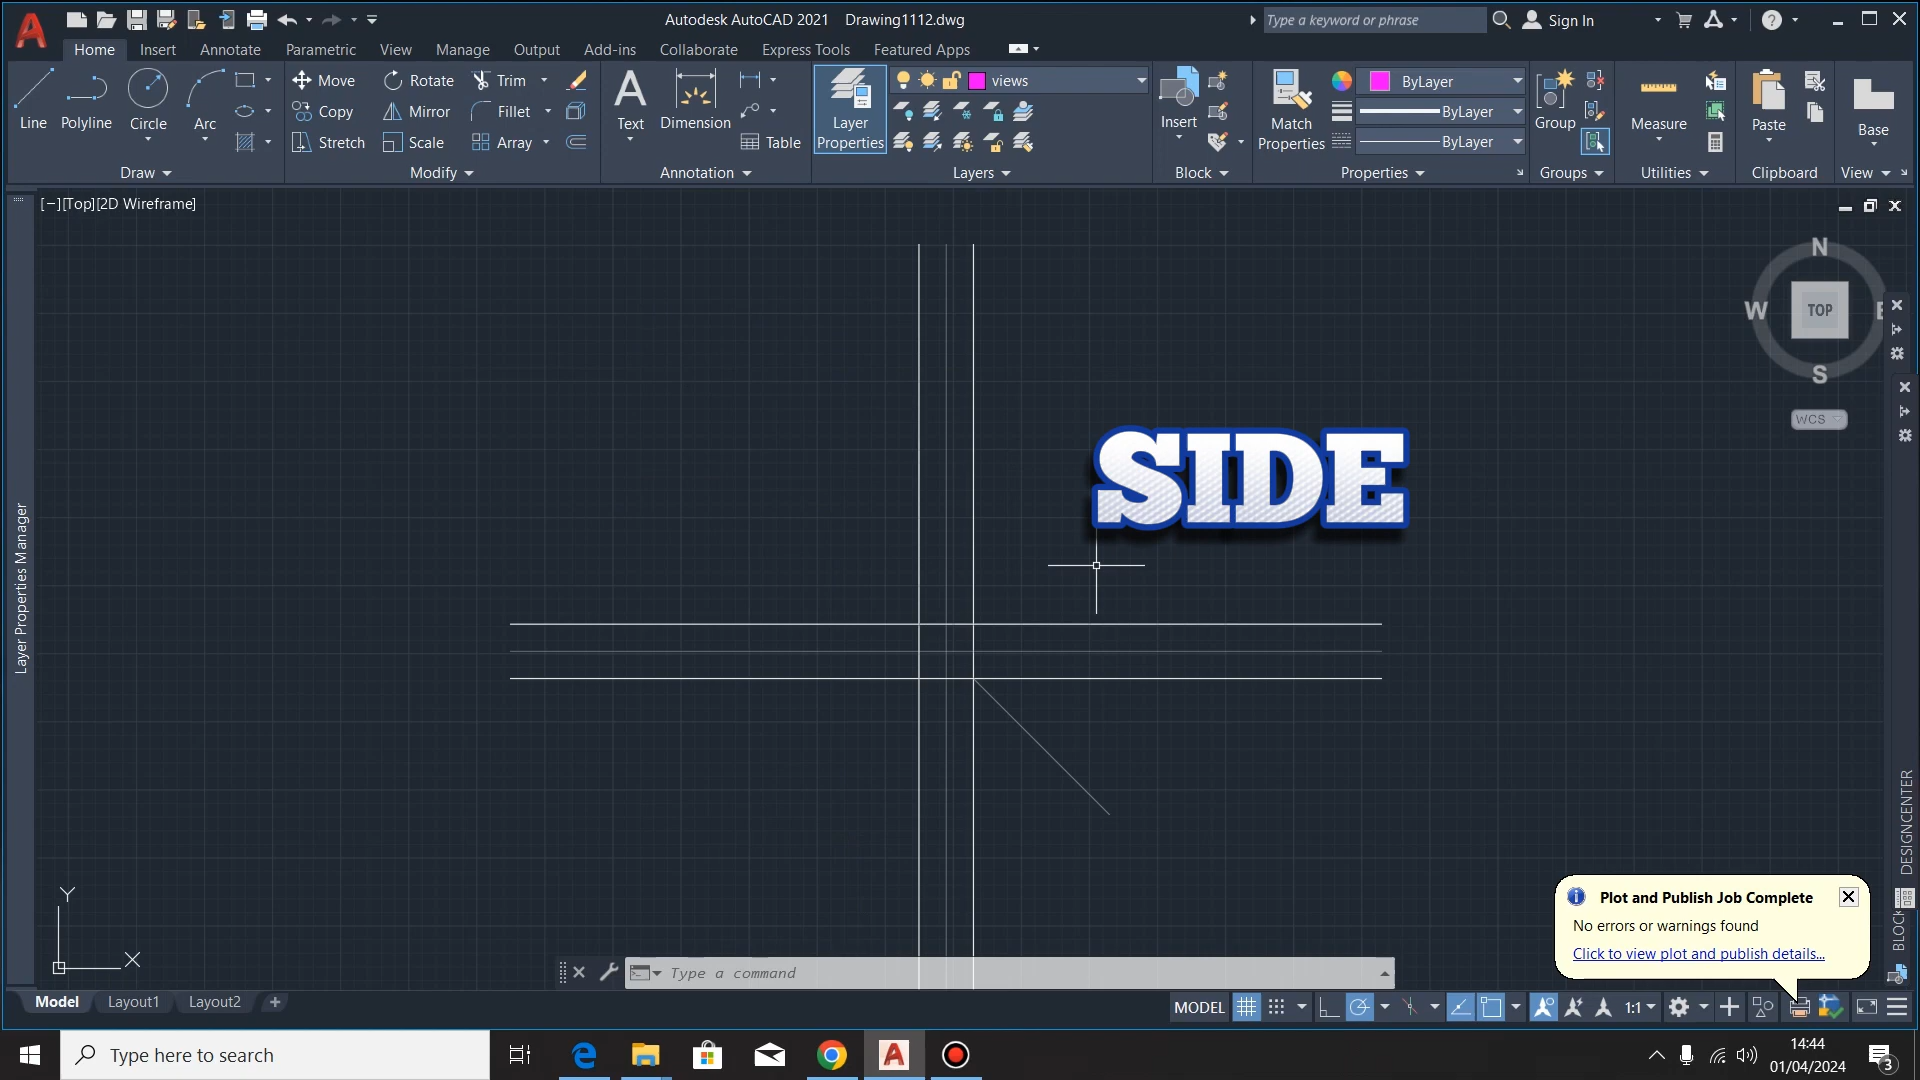 Autodesk AutoCAD 2021 Drawing1112.dwg
Type a keyword or phrase
Sign In
Home Insert Annotate Parametric View Manage Output Add-ins Collaborate Express Tools Featured Apps
Line Polyline Circle Arc
Draw
Move Rotate Trim
Copy Mirror Fillet
Stretch Scale Array
Modify
Text Dimension Table
Annotation
Layer Properties
views
Layers
Insert
Block
Match Properties
ByLayer
ByLayer
ByLayer
Properties
Group
Groups
Measure
Utilities
Paste
Clipboard
Base
View
[−][Top][2D Wireframe]
N
W TOP E
S
WCS
SIDE
Layer Properties Manager
DESIGNCENTER
BLOCK
Y
X
Plot and Publish Job Complete
No errors or warnings found
Click to view plot and publish details...
Type a command
Model Layout1 Layout2
MODEL 1:1
Type here to search
14:44
01/04/2024
3